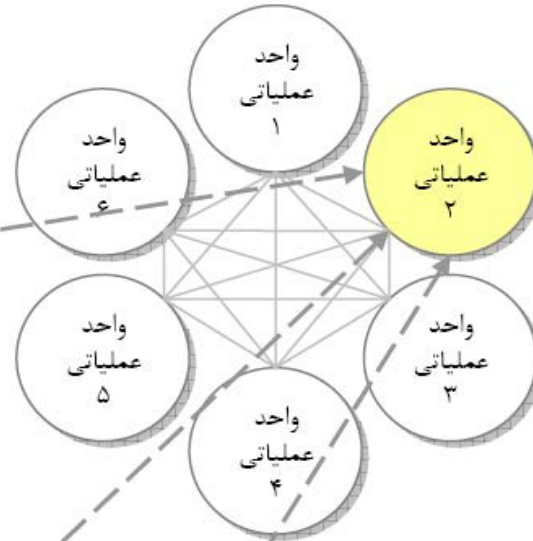 واحد
عملیاتی
۱
واحد
عملیاتی
۲
واحد
عملیاتی
۳
واحد
عملیاتی
۴
واحد
عملیاتی
۵
واحد
عملیاتی
۶